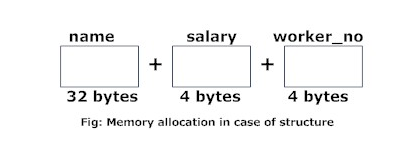 name salary worker_no
+ +
32 bytes 4 bytes 4 bytes
Fig: Memory allocation in case of structure